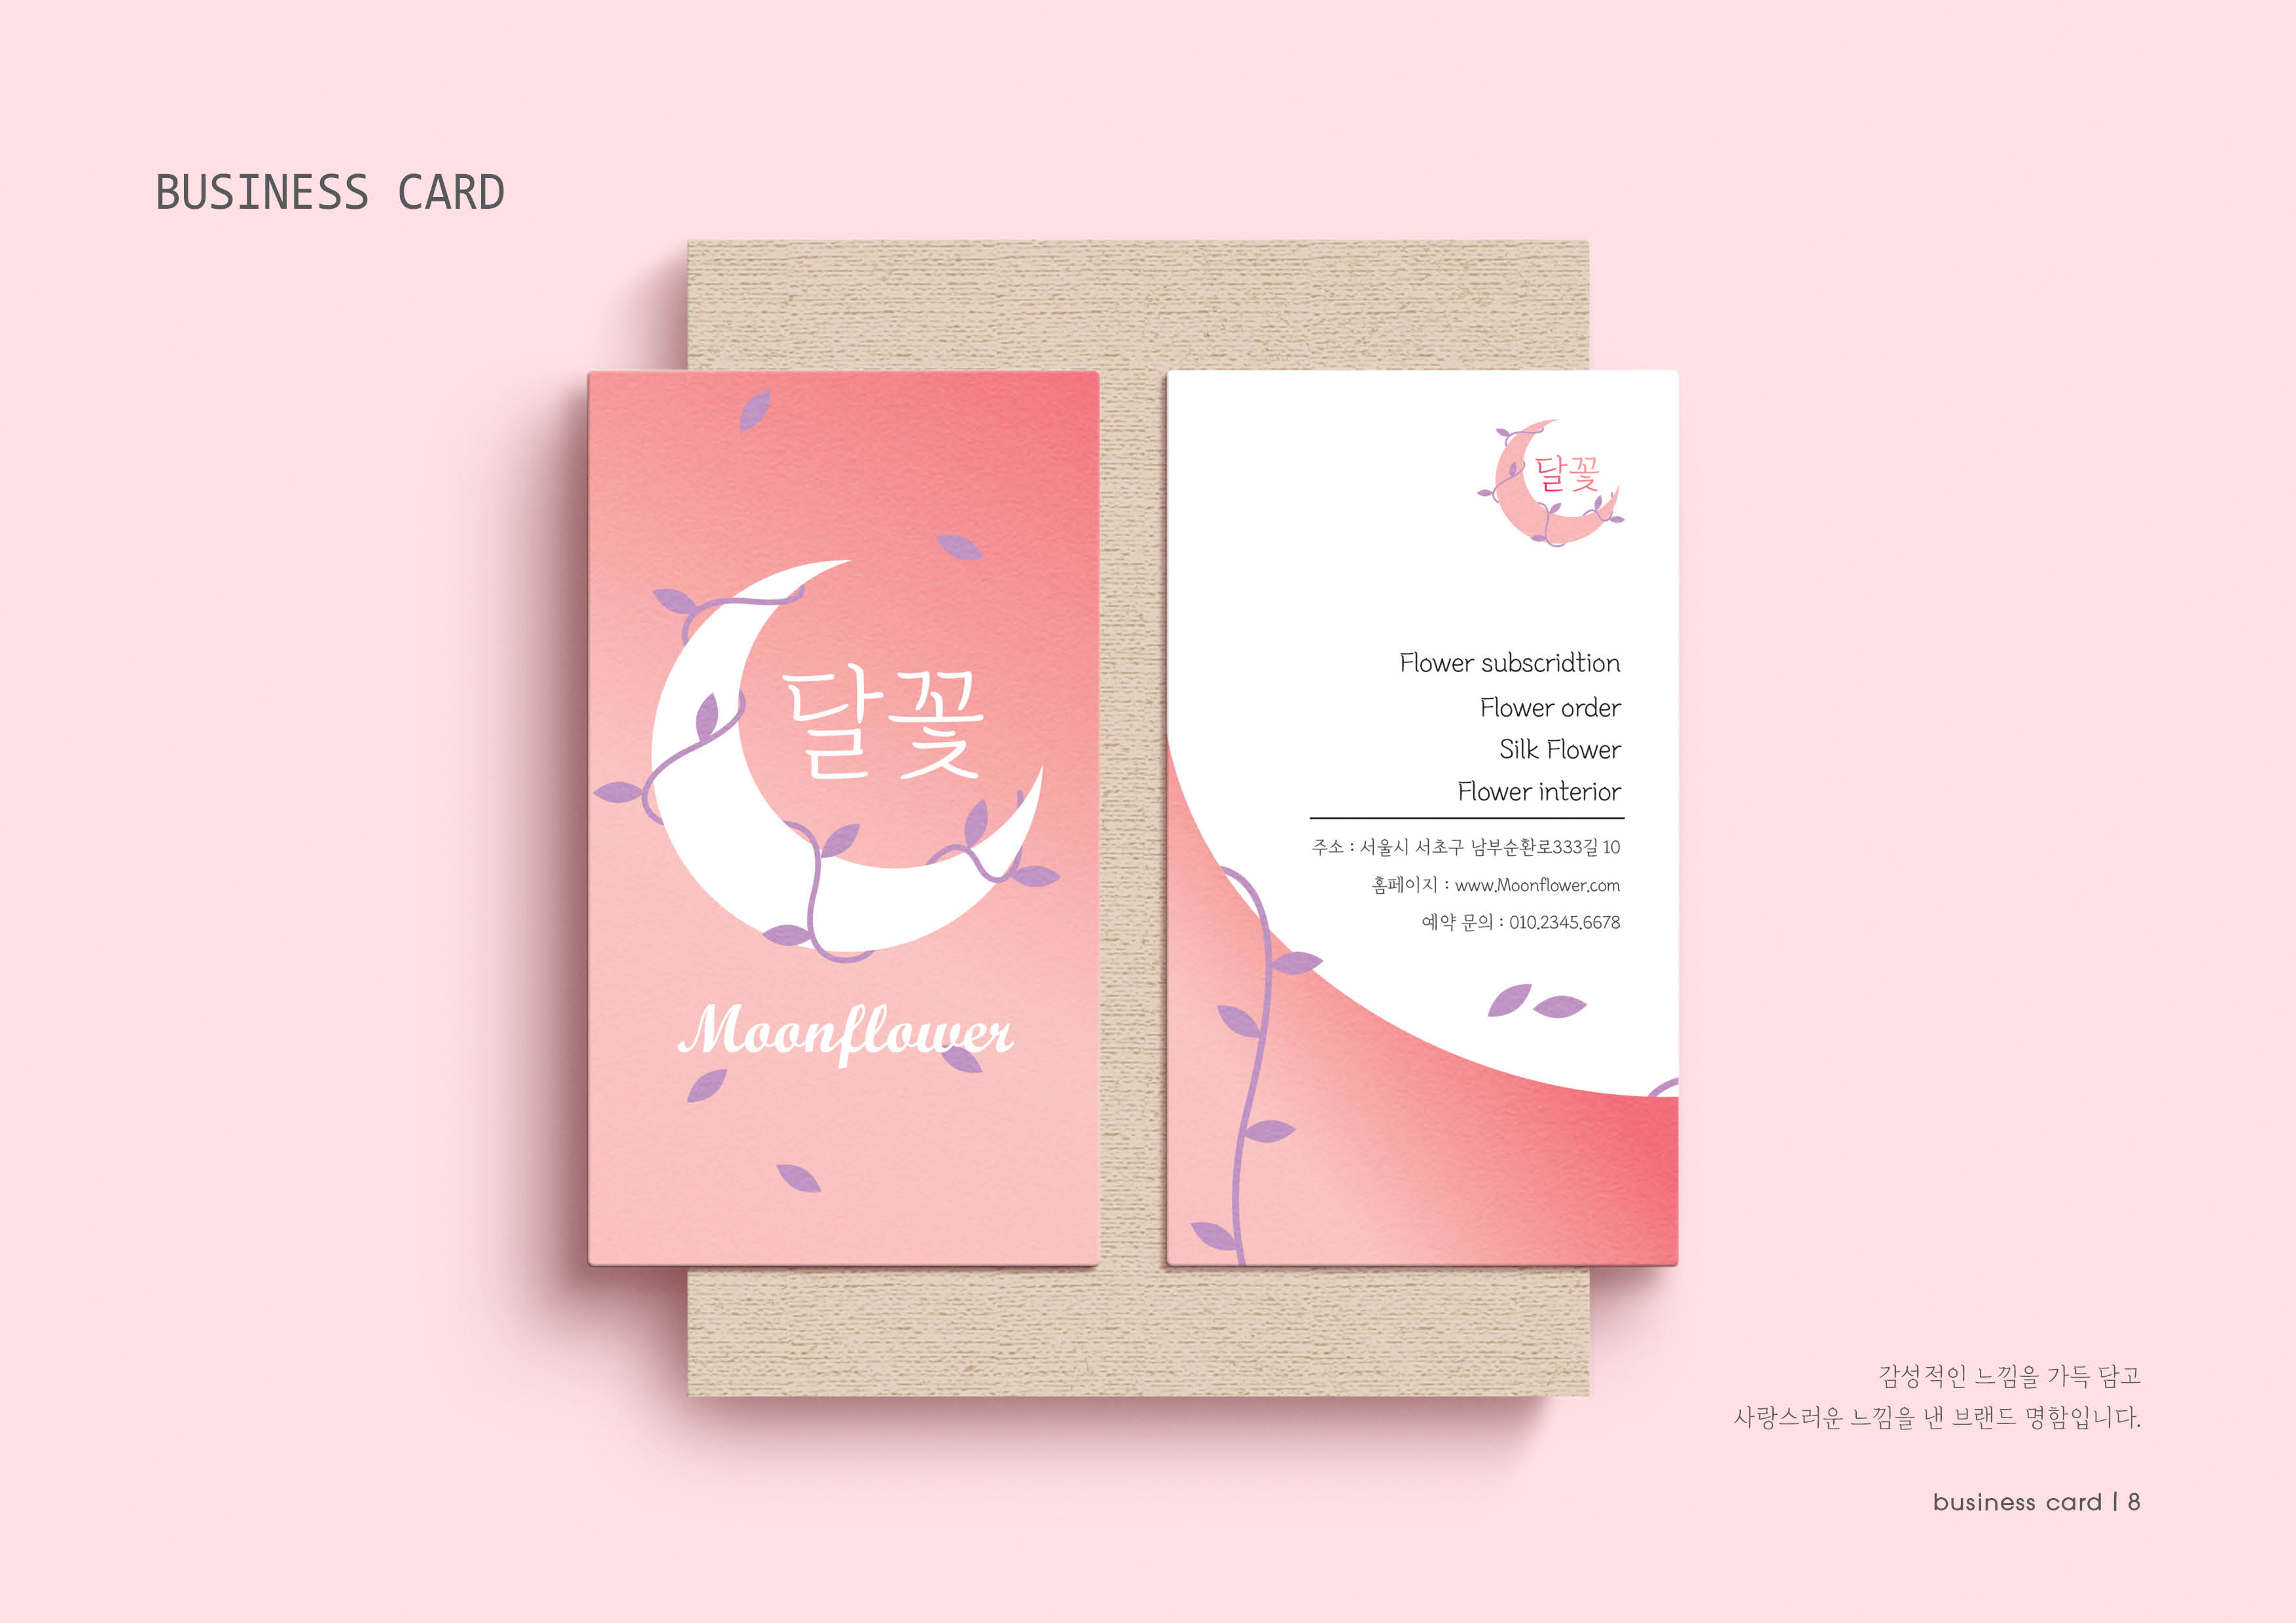 BUSINESS CARD
달꽃
Moonflower
달꽃
Flower subscridtion
Flower order
Silk Flower
Flower interior
주소 : 서울시 서초구 남부순환로333길 10
홈페이지 : www.Moonflower.com
예약 문의 : 010.2345.6678
감성적인 느낌을 가득 담고
사랑스러운 느낌을 낸 브랜드 명함입니다.
business card | 8